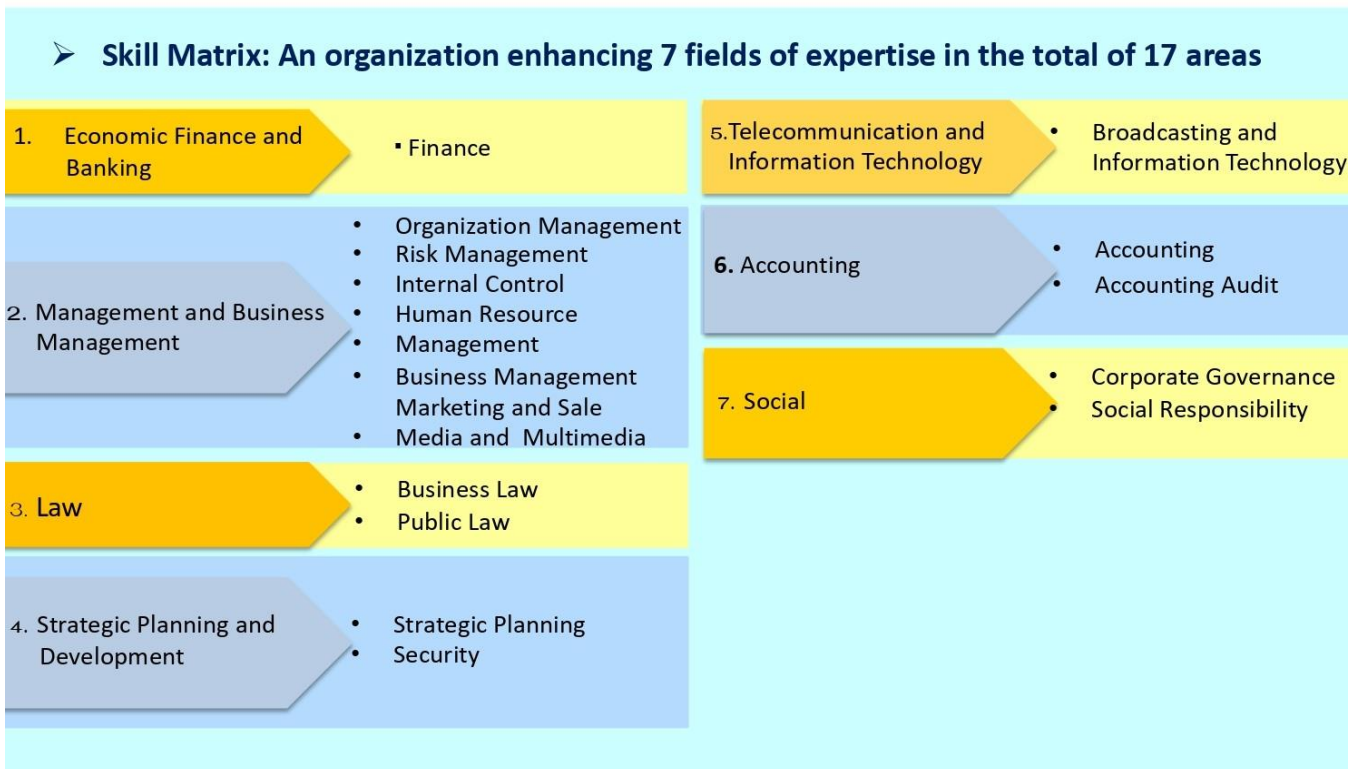 ➢ Skill Matrix: An organization enhancing 7 fields of expertise in the total of 17 areas
1. Economic Finance and
Banking
▪ Finance
2. Management and Business
Management
• Organization Management
• Risk Management
• Internal Control
• Human Resource
• Management
• Business Management
Marketing and Sale
• Media and Multimedia
3. Law
• Business Law
• Public Law
4. Strategic Planning and
Development
• Strategic Planning
• Security
5.Telecommunication and
Information Technology
• Broadcasting and
Information Technology
6. Accounting
• Accounting
• Accounting Audit
7. Social
• Corporate Governance
• Social Responsibility